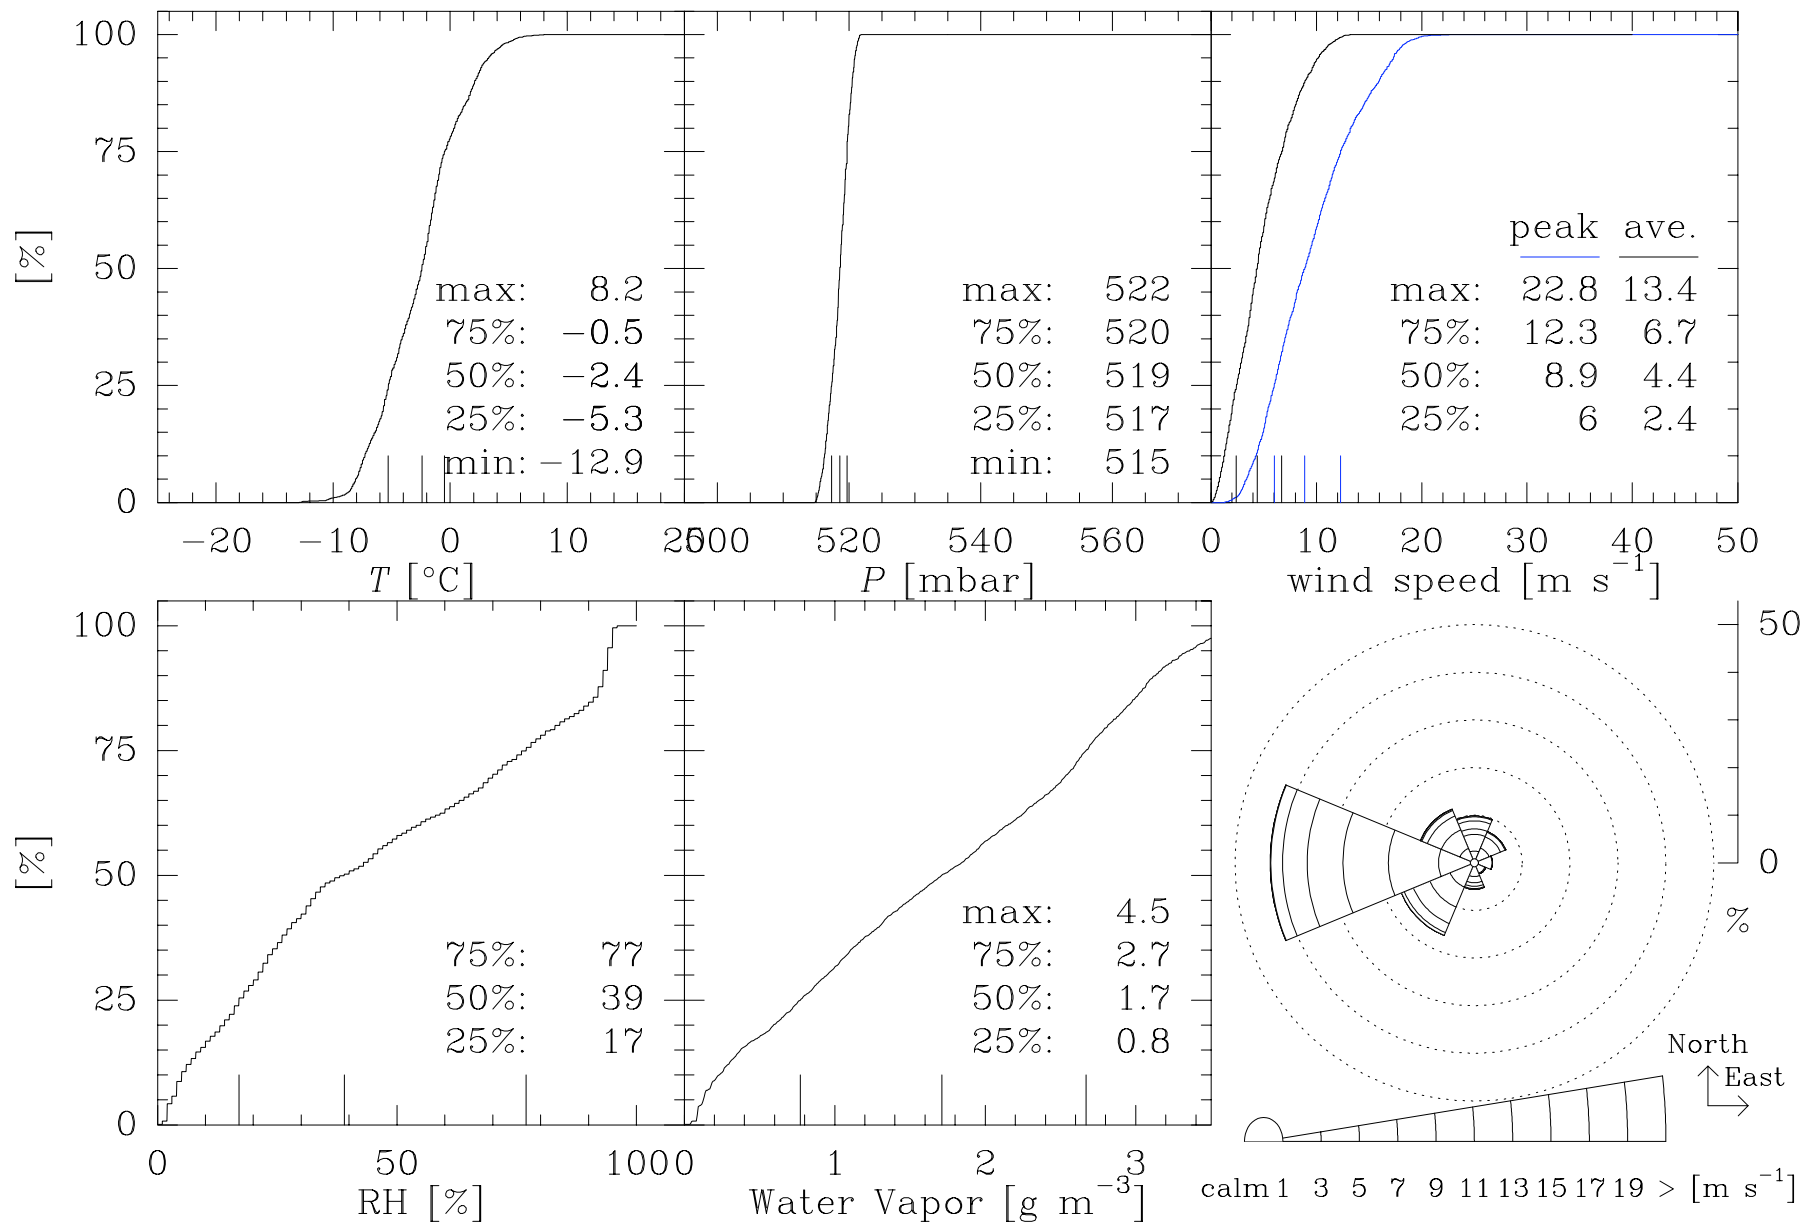 100
75
50
25
0
[%]
max: 8.2
75%: −0.5
50%: −2.4
25%: −5.3
min: −12.9
−20 −10 0 10 20
T [°C]
max: 522
75%: 520
50%: 519
25%: 517
min: 515
500 520 540 560
P [mbar]
peak ave.
max: 22.8 13.4
75%: 12.3 6.7
50%: 8.9 4.4
25%: 6 2.4
0 10 20 30 40 50
wind speed [m s−1]
100
75
50
25
0
[%]
75%: 77
50%: 39
25%: 17
0 50 100
RH [%]
max: 4.5
75%: 2.7
50%: 1.7
25%: 0.8
0 1 2 3
Water Vapor [g m−3]
50
0
%
North
East
calm 1 3 5 7 9 11 13 15 17 19 > [m s−1]